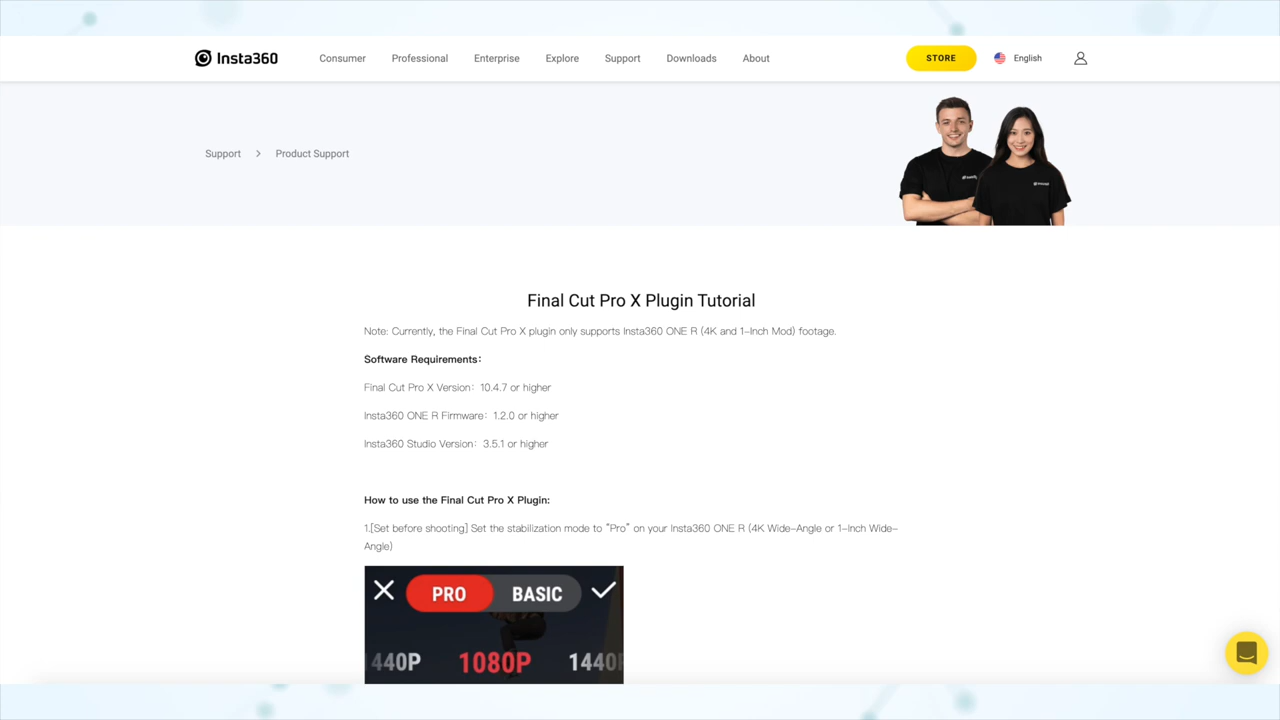 Insta360
Consumer Professional Enterprise Explore Support Downloads About
STORE
English
Support > Product Support
Final Cut Pro X Plugin Tutorial
Note: Currently, the Final Cut Pro X plugin only supports Insta360 ONE R (4K and 1-Inch Mod) footage.
Software Requirements:
Final Cut Pro X Version: 10.4.7 or higher
Insta360 ONE R Firmware: 1.2.0 or higher
Insta360 Studio Version: 3.5.1 or higher
How to use the Final Cut Pro X Plugin:
1.[Set before shooting] Set the stabilization mode to "Pro" on your Insta360 ONE R (4K Wide-Angle or 1-Inch Wide-
Angle)
PRO BASIC
1440P 1080P 1440P